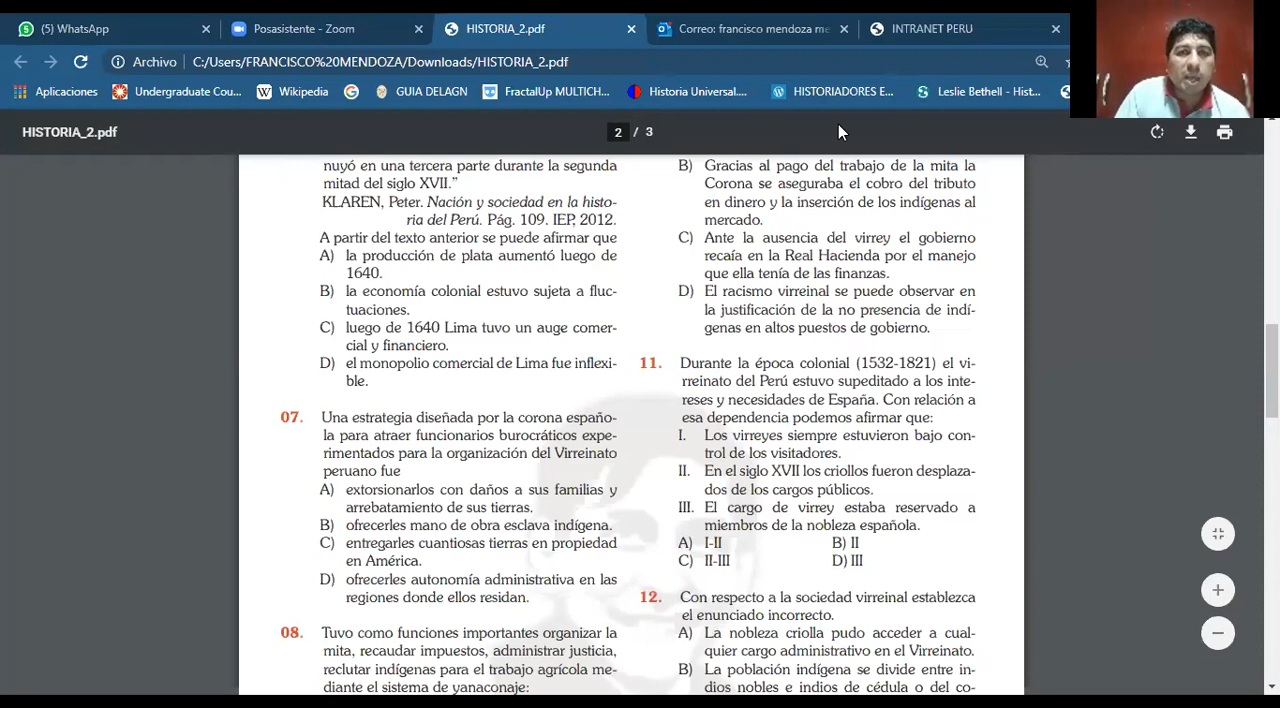 (5) WhatsApp
Posasistente - Zoom
HISTORIA_2.pdf
Correo: francisco mendoza me
INTRANET PERU
Archivo
C:/Users/FRANCISCO%20MENDOZA/Downloads/HISTORIA_2.pdf
Aplicaciones
Undergraduate Cou...
Wikipedia
GUIA DELAGN
FractalUp MULTICH...
Historia Universal....
HISTORIADORES E...
Leslie Bethell - Hist...
HISTORIA_2.pdf
2 / 3
nuyó en una tercera parte durante la segunda
mitad del siglo XVII.”
KLAREN, Peter. Nación y sociedad en la histo-
ria del Perú. Pág. 109. IEP, 2012.
A partir del texto anterior se puede afirmar que
A) la producción de plata aumentó luego de
1640.
B) la economía colonial estuvo sujeta a fluc-
tuaciones.
C) luego de 1640 Lima tuvo un auge comer-
cial y financiero.
D) el monopolio comercial de Lima fue inflexi-
ble.
07. Una estrategia diseñada por la corona españo-
la para atraer funcionarios burocráticos expe-
rimentados para la organización del Virreinato
peruano fue
A) extorsionarlos con daños a sus familias y
arrebatamiento de sus tierras.
B) ofrecerles mano de obra esclava indígena.
C) entregarles cuantiosas tierras en propiedad
en América.
D) ofrecerles autonomía administrativa en las
regiones donde ellos residan.
08. Tuvo como funciones importantes organizar la
mita, recaudar impuestos, administrar justicia,
reclutar indígenas para el trabajo agrícola me-
diante el sistema de yanaconaje:
B) Gracias al pago del trabajo de la mita la
Corona se aseguraba el cobro del tributo
en dinero y la inserción de los indígenas al
mercado.
C) Ante la ausencia del virrey el gobierno
recaía en la Real Hacienda por el manejo
que ella tenía de las finanzas.
D) El racismo virreinal se puede observar en
la justificación de la no presencia de indí-
genas en altos puestos de gobierno.
11. Durante la época colonial (1532-1821) el vi-
rreinato del Perú estuvo supeditado a los inte-
reses y necesidades de España. Con relación a
esa dependencia podemos afirmar que:
I. Los virreyes siempre estuvieron bajo con-
trol de los visitadores.
II. En el siglo XVII los criollos fueron desplaza-
dos de los cargos públicos.
III. El cargo de virrey estaba reservado a
miembros de la nobleza española.
A) I-II B) II
C) II-III D) III
12. Con respecto a la sociedad virreinal establezca
el enunciado incorrecto.
A) La nobleza criolla pudo acceder a cual-
quier cargo administrativo en el Virreinato.
B) La población indígena se divide entre in-
dios nobles e indios de cédula o del co-